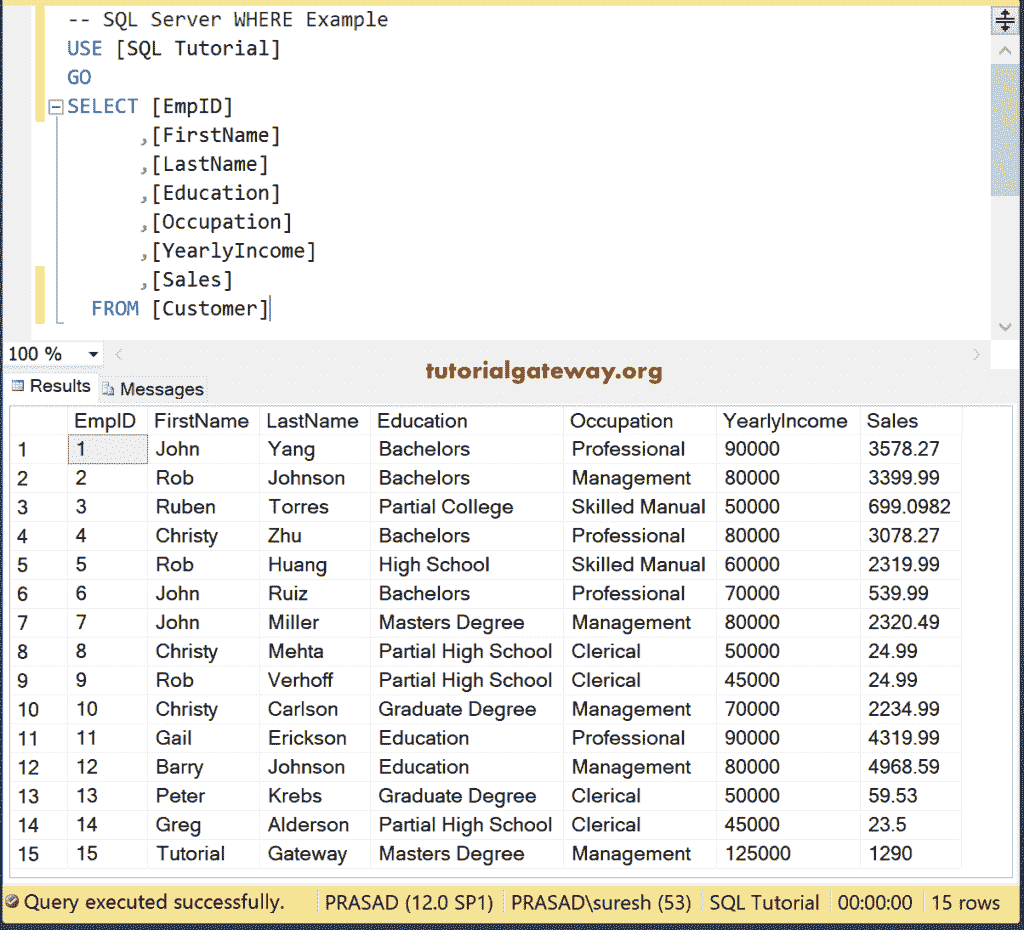 -- SQL Server WHERE Example
USE [SQL Tutorial]
GO
SELECT [EmpID]
,[FirstName]
,[LastName]
,[Education]
,[Occupation]
,[YearlyIncome]
,[Sales]
FROM [Customer]
100 %
tutorialgateway.org
Results Messages
EmpID FirstName LastName Education Occupation YearlyIncome Sales
1 1 John Yang Bachelors Professional 90000 3578.27
2 2 Rob Johnson Bachelors Management 80000 3399.99
3 3 Ruben Torres Partial College Skilled Manual 50000 699.0982
4 4 Christy Zhu Bachelors Professional 80000 3078.27
5 5 Rob Huang High School Skilled Manual 60000 2319.99
6 6 John Ruiz Bachelors Professional 70000 539.99
7 7 John Miller Masters Degree Management 80000 2320.49
8 8 Christy Mehta Partial High School Clerical 50000 24.99
9 9 Rob Verhoff Partial High School Clerical 45000 24.99
10 10 Christy Carlson Graduate Degree Management 70000 2234.99
11 11 Gail Erickson Education Professional 90000 4319.99
12 12 Barry Johnson Education Management 80000 4968.59
13 13 Peter Krebs Graduate Degree Clerical 50000 59.53
14 14 Greg Alderson Partial High School Clerical 45000 23.5
15 15 Tutorial Gateway Masters Degree Management 125000 1290
Query executed successfully. PRASAD (12.0 SP1) PRASAD\suresh (53) SQL Tutorial 00:00:00 15 rows